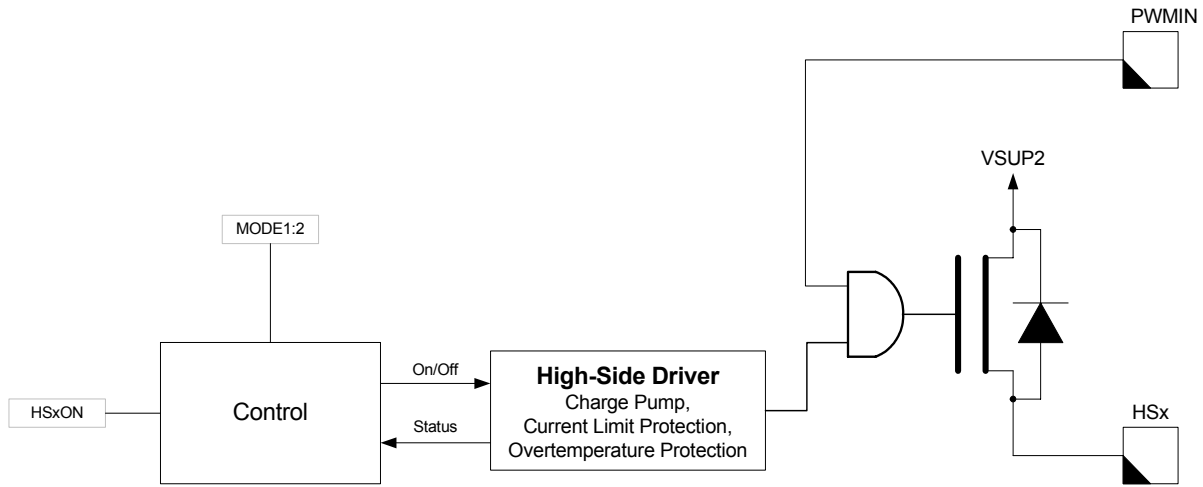 PWMIN
VSUP2
MODE1:2
HSxON
Control
On/Off
Status
High-Side Driver
Charge Pump,
Current Limit Protection,
Overtemperature Protection
HSx